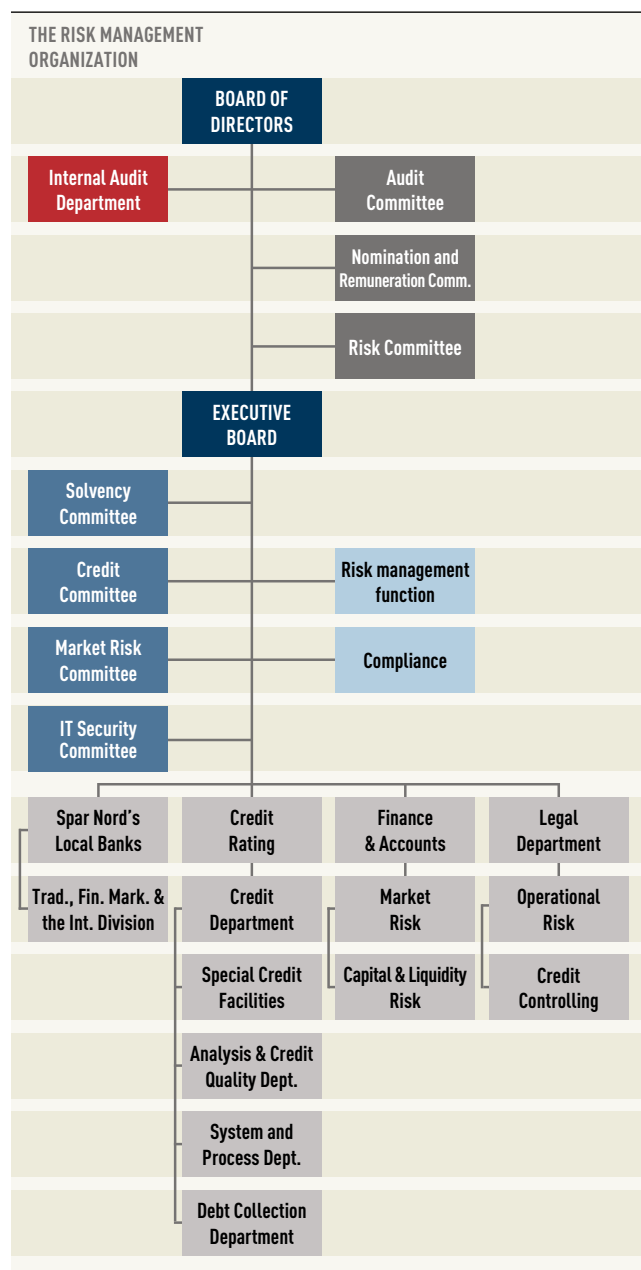 THE RISK MANAGEMENT
ORGANIZATION
BOARD OF
DIRECTORS
Internal Audit
Department
Audit
Committee
Nomination and
Remuneration Comm.
Risk Committee
EXECUTIVE
BOARD
Solvency
Committee
Credit
Committee
Risk management
function
Market Risk
Committee
Compliance
IT Security
Committee
Spar Nord's
Local Banks
Credit
Rating
Finance
& Accounts
Legal
Department
Trad., Fin. Mark. &
the Int. Division
Credit
Department
Market
Risk
Operational
Risk
Special Credit
Facilities
Capital & Liquidity
Risk
Credit
Controlling
Analysis & Credit
Quality Dept.
System and
Process Dept.
Debt Collection
Department